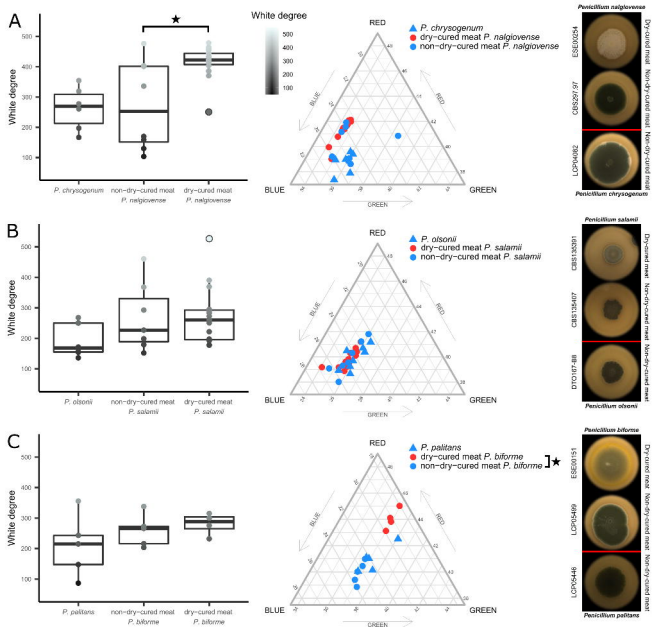 A
★
White degree
500
400
300
200
100
White degree
500
400
300
200
100
P. chrysogenum
non-dry-cured meat
P. nalgiovense
dry-cured meat
P. nalgiovense
RED
BLUE
RED
BLUE
GREEN
GREEN
P. chrysogenum
dry-cured meat P. nalgiovense
non-dry-cured meat P. nalgiovense
Penicillium nalgiovense
ESE00254
Dry-cured meat
CBS297.97
Non-dry-cured meat
LCP04082
Non-dry-cured meat
Penicillium chrysogenum
B
White degree
500
400
300
200
100
P. olsonii
non-dry-cured meat
P. salamii
dry-cured meat
P. salamii
RED
BLUE
RED
BLUE
GREEN
GREEN
P. olsonii
dry-cured meat P. salamii
non-dry-cured meat P. salamii
Penicillium salamii
CBS135391
Dry-cured meat
CBS135407
Non-dry-cured meat
DTO107-B8
Non-dry-cured meat
Penicillium olsonii
C
White degree
500
400
300
200
100
P. palitans
non-dry-cured meat
P. biforme
dry-cured meat
P. biforme
RED
BLUE
RED
BLUE
GREEN
GREEN
P. palitans
dry-cured meat P. biforme
non-dry-cured meat P. biforme
★
Penicillium biforme
ESE00151
Dry-cured meat
LCP05499
Non-dry-cured meat
LCP05446
Non-dry-cured meat
Penicillium palitans